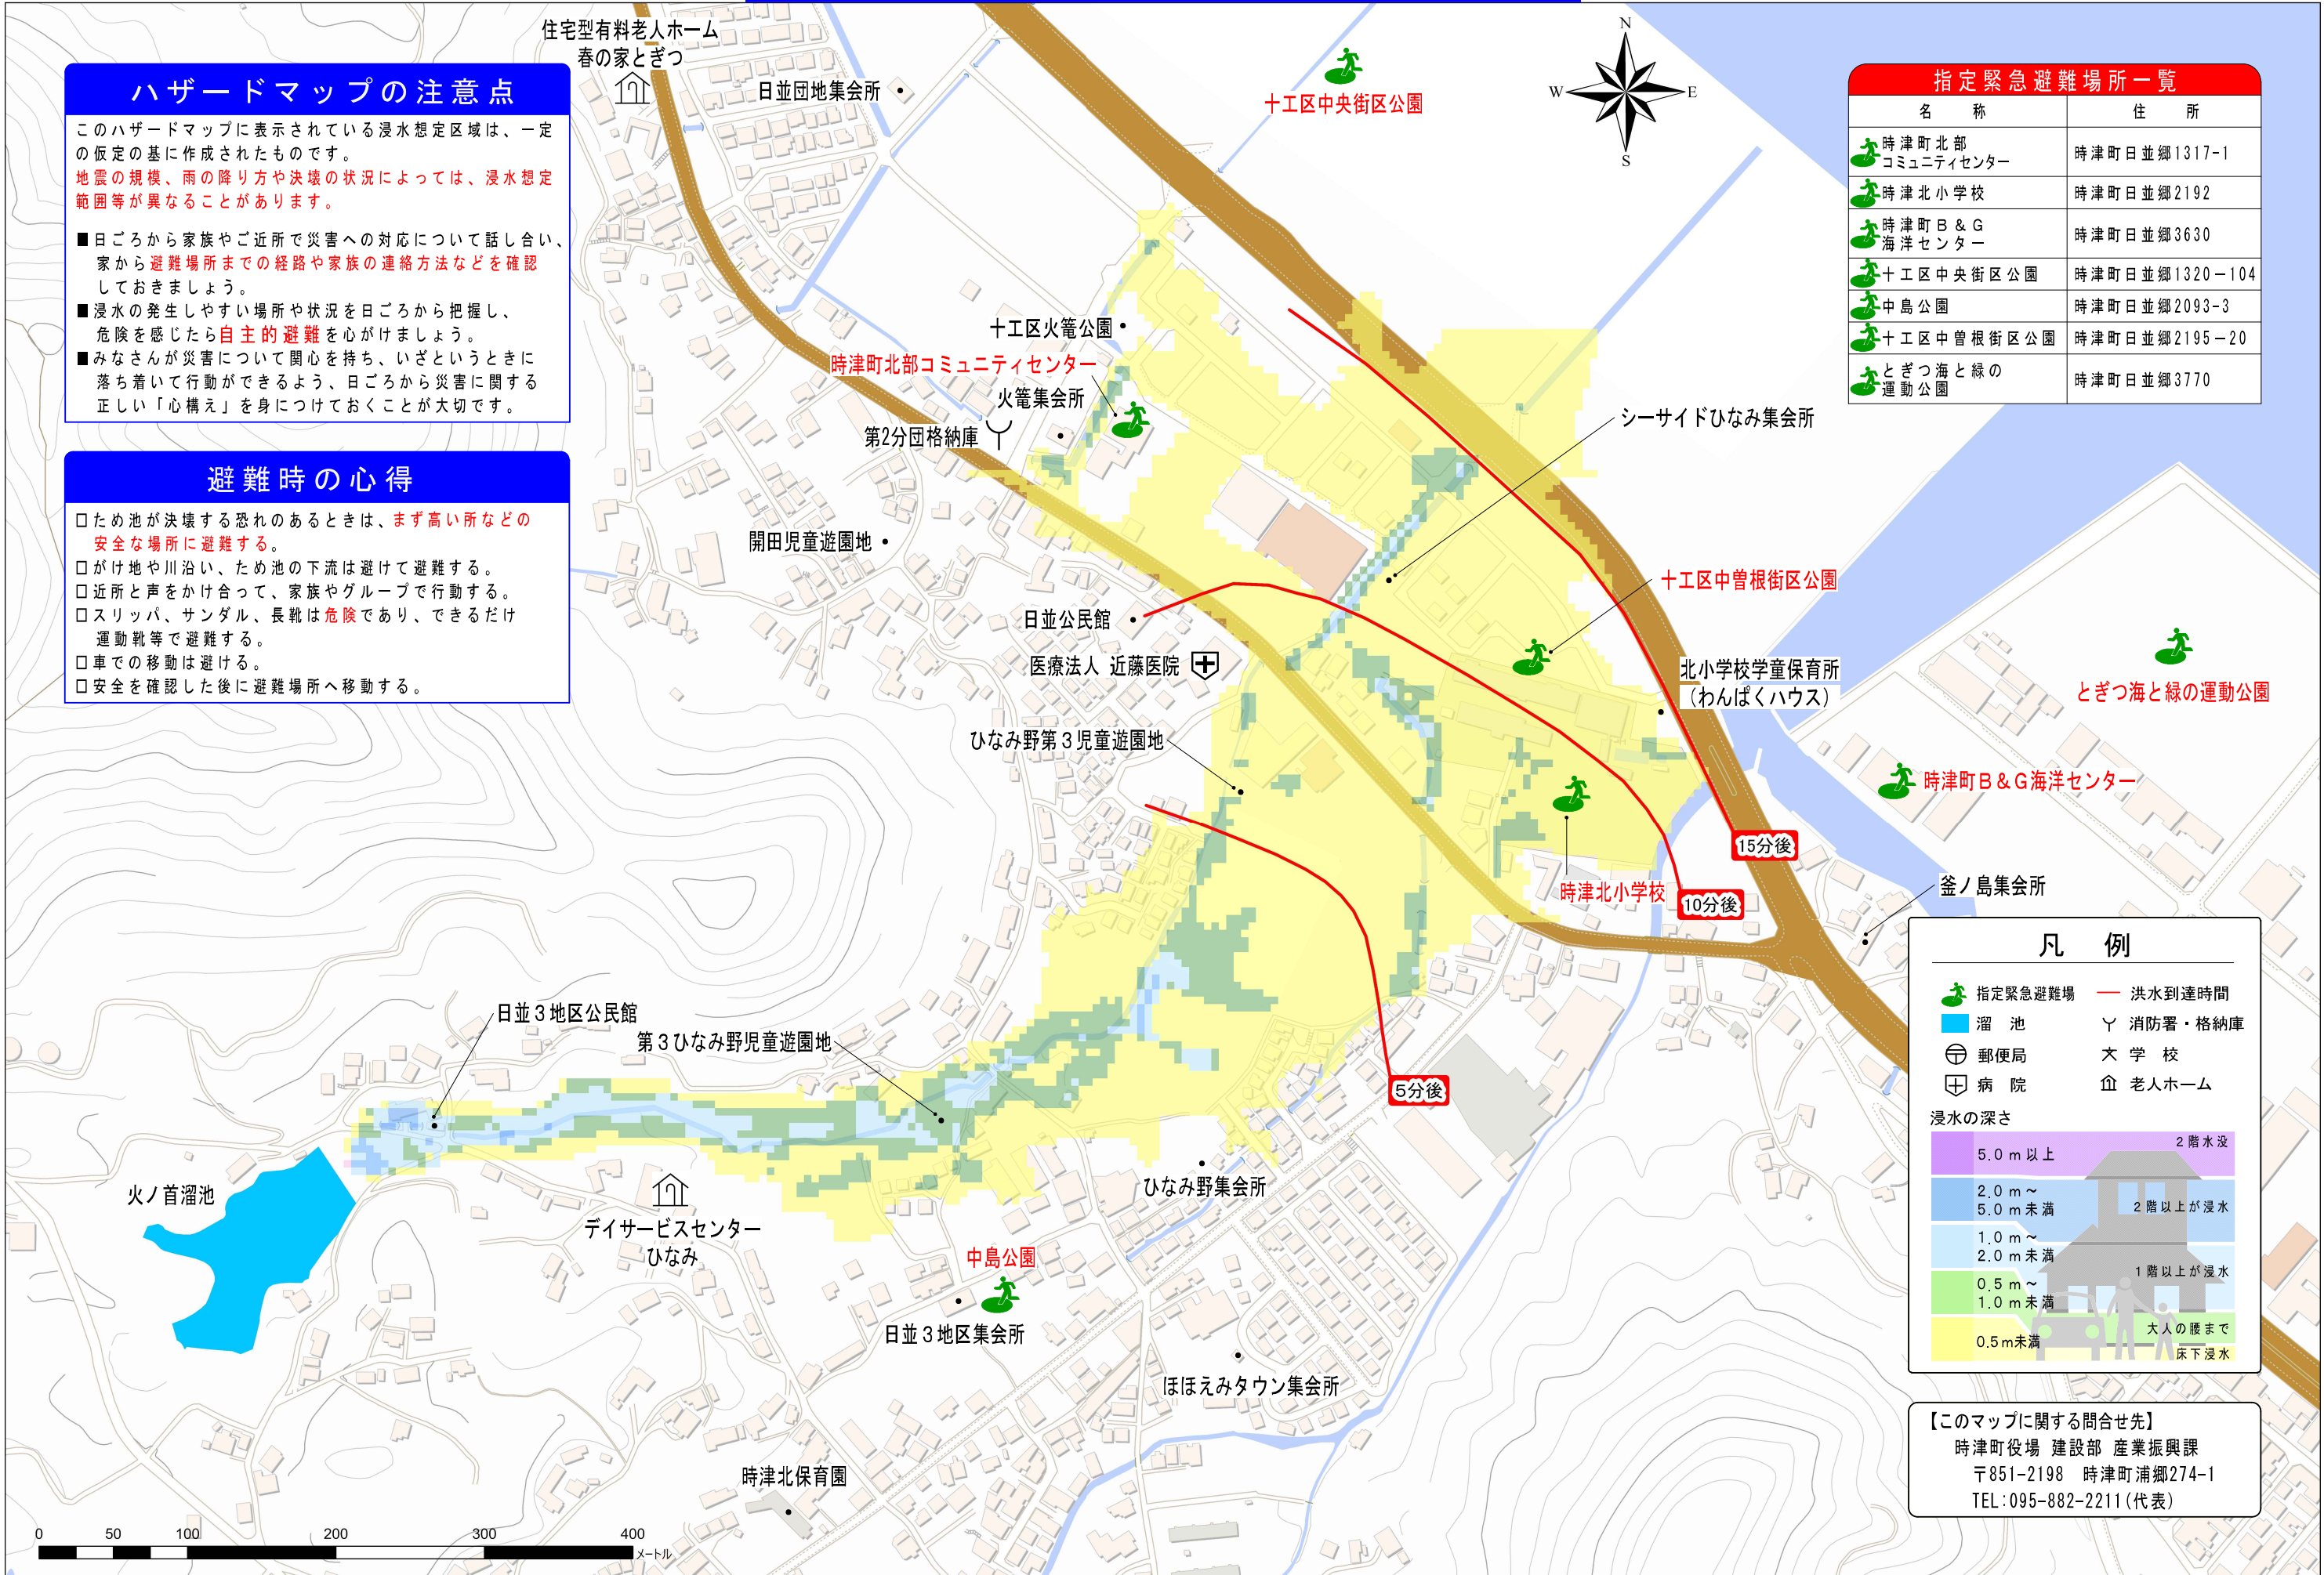 ハザードマップの注意点
このハザードマップに表示されている浸水想定区域は、一定
の仮定の基に作成されたものです。
地震の規模、雨の降り方や決壊の状況によっては、浸水想定
範囲等が異なることがあります。
■日ごろから家族やご近所で災害への対応について話し合い、
家から避難場所までの経路や家族の連絡方法などを確認
しておきましょう。
■浸水の発生しやすい場所や状況を日ごろから把握し、
危険を感じたら自主的避難を心がけましょう。
■みなさんが災害について関心を持ち、いざというときに
落ち着いて行動ができるよう、日ごろから災害に関する
正しい「心構え」を身につけておくことが大切です。
避難時の心得
□ため池が決壊する恐れのあるときは、まず高い所などの
安全な場所に避難する。
□がけ地や川沿い、ため池の下流は避けて避難する。
□近所と声をかけ合って、家族やグループで行動する。
□スリッパ、サンダル、長靴は危険であり、できるだけ
運動靴等で避難する。
□車での移動は避ける。
□安全を確認した後に避難場所へ移動する。
住宅型有料老人ホーム
春の家とぎつ
日並団地集会所
十工区中央街区公園
N
W
E
S
指定緊急避難場所一覧
名 称 住 所
時津町北部
コミュニティセンター 時津町日並郷1317-1
時津北小学校 時津町日並郷2192
時津町B&G
海洋センター 時津町日並郷3630
十工区中央街区公園 時津町日並郷1320-104
中島公園 時津町日並郷2093-3
十工区中曽根街区公園 時津町日並郷2195-20
とぎつ海と緑の
運動公園 時津町日並郷3770
十工区火篭公園
時津町北部コミュニティセンター
火篭集会所
第2分団格納庫
シーサイドひなみ集会所
開田児童遊園地
十工区中曽根街区公園
日並公民館
医療法人 近藤医院
北小学校学童保育所
(わんぱくハウス)
とぎつ海と緑の運動公園
ひなみ野第3児童遊園地
時津町B&G海洋センター
15分後
時津北小学校
10分後
釜ノ島集会所
5分後
日並3地区公民館
第3ひなみ野児童遊園地
火ノ首溜池
デイサービスセンター
ひなみ
ひなみ野集会所
中島公園
日並3地区集会所
ほほえみタウン集会所
時津北保育園
凡 例
指定緊急避難場 洪水到達時間
溜 池 消防署・格納庫
郵便局 学 校
病 院 老人ホーム
浸水の深さ
5.0m以上 2階水没
2.0m~
5.0m未満 2階以上が浸水
1.0m~
2.0m未満 1階以上が浸水
0.5m~
1.0m未満 大人の腰まで
0.5m未満 床下浸水
【このマップに関する問合せ先】
時津町役場 建設部 産業振興課
〒851-2198 時津町浦郷274-1
TEL:095-882-2211(代表)
0 50 100 200 300 400
メートル